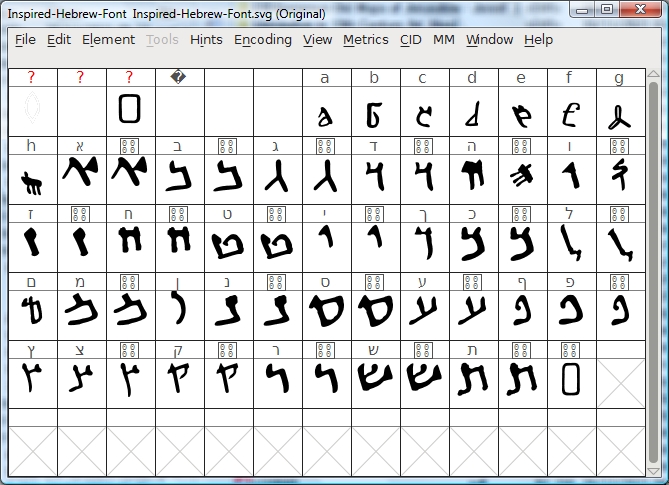 Inspired-Hebrew-Font Inspired-Hebrew-Font.svg (Original)
File Edit Element Tools Hints Encoding View Metrics CID MM Window Help
? ? ? � a b c d e f g
h א ב ג ד ה ו
ז ח ט י ך כ ל
ם מ ן נ ס ע ף פ
ץ צ ק ר ש ת